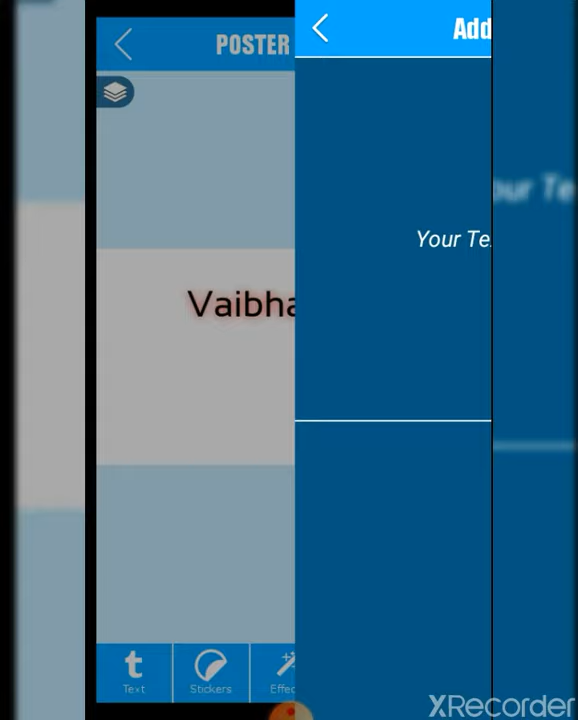 POSTER
Add
Your Te
Vaibha
Text
Stickers
Effec
XRecorder